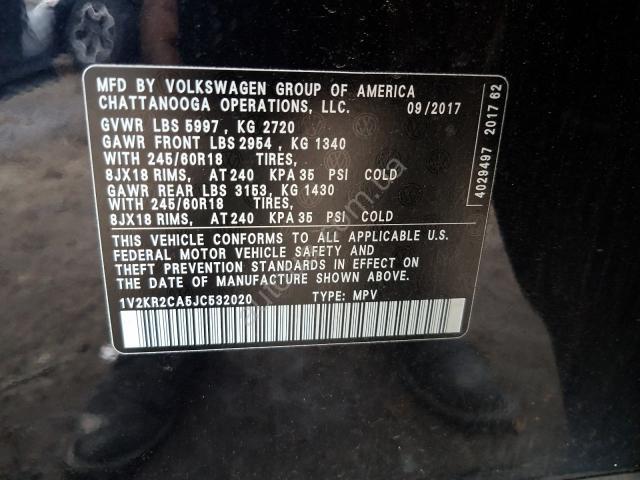 MFD BY VOLKSWAGEN GROUP OF AMERICA
CHATTANOOGA OPERATIONS, LLC. 09/2017
GVWR LBS 5997 , KG 2720
GAWR FRONT LBS 2954 , KG 1340
WITH 245/60R18 TIRES,
8JX18 RIMS, AT 240 KPA 35 PSI COLD
GAWR REAR LBS 3153, KG 1430
WITH 245/60R18 TIRES,
8JX18 RIMS, AT 240 KPA 35 PSI COLD
THIS VEHICLE CONFORMS TO ALL APPLICABLE U.S.
FEDERAL MOTOR VEHICLE SAFETY AND
THEFT PREVENTION STANDARDS IN EFFECT ON
THE DATE OF MANUFACTURE SHOWN ABOVE
1V2KR2CA5JC532020 TYPE: MPV
4029497 2017 62